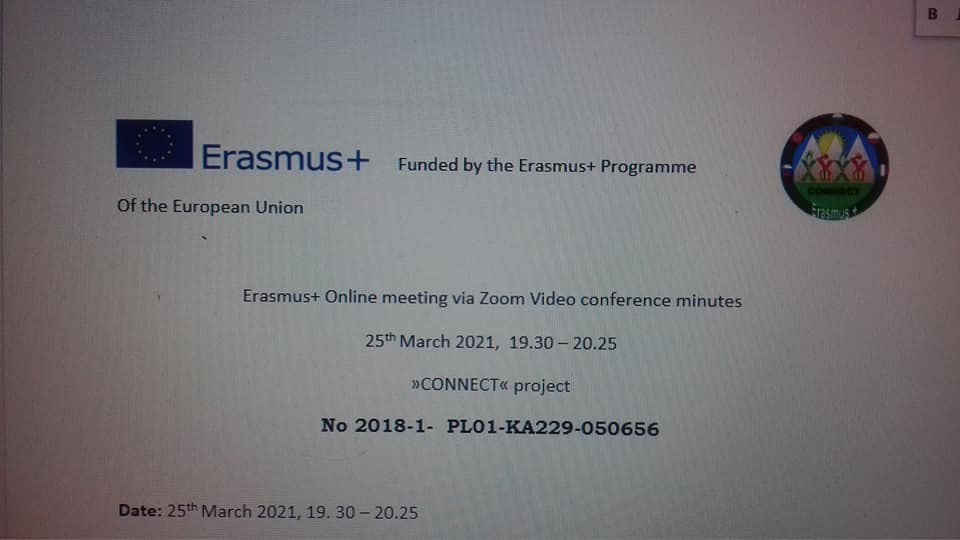 B
Erasmus+ Funded by the Erasmus+ Programme
Of the European Union
CONNECT
Erasmus +
Erasmus+ Online meeting via Zoom Video conference minutes
25th March 2021, 19.30 – 20.25
»CONNECT« project
No 2018-1- PL01-KA229-050656
Date: 25th March 2021, 19. 30 – 20.25